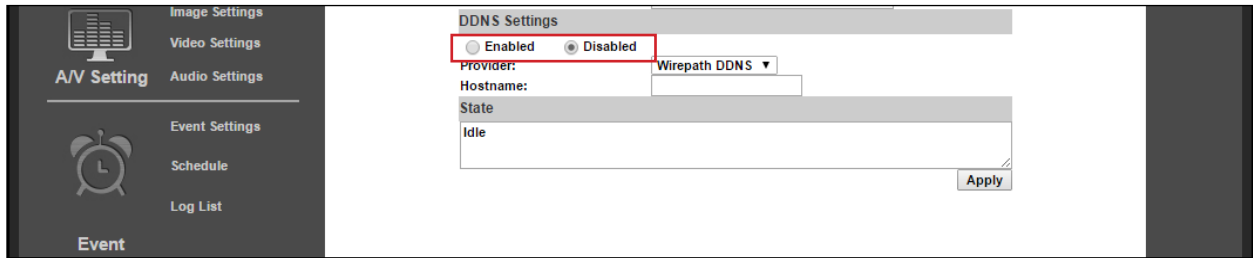 Image Settings
Video Settings
A/V Setting
Audio Settings
Event Settings
Schedule
Log List
Event
DDNS Settings
Enabled Disabled
Provider: Wirepath DDNS ▼
Hostname:
State
Idle
Apply